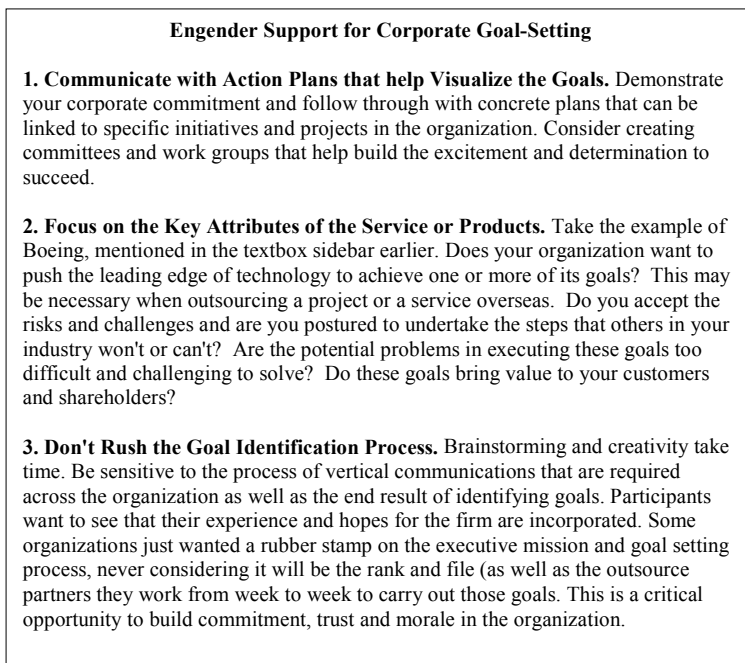 Engender Support for Corporate Goal-Setting
1. Communicate with Action Plans that help Visualize the Goals. Demonstrate
your corporate commitment and follow through with concrete plans that can be
linked to specific initiatives and projects in the organization. Consider creating
committees and work groups that help build the excitement and determination to
succeed.
2. Focus on the Key Attributes of the Service or Products. Take the example of
Boeing, mentioned in the textbox sidebar earlier. Does your organization want to
push the leading edge of technology to achieve one or more of its goals?  This may
be necessary when outsourcing a project or a service overseas.  Do you accept the
risks and challenges and are you postured to undertake the steps that others in your
industry won't or can't?  Are the potential problems in executing these goals too
difficult and challenging to solve?  Do these goals bring value to your customers
and shareholders?
3. Don't Rush the Goal Identification Process. Brainstorming and creativity take
time. Be sensitive to the process of vertical communications that are required
across the organization as well as the end result of identifying goals. Participants
want to see that their experience and hopes for the firm are incorporated. Some
organizations just wanted a rubber stamp on the executive mission and goal setting
process, never considering it will be the rank and file (as well as the outsource
partners they work from week to week to carry out those goals. This is a critical
opportunity to build commitment, trust and morale in the organization.